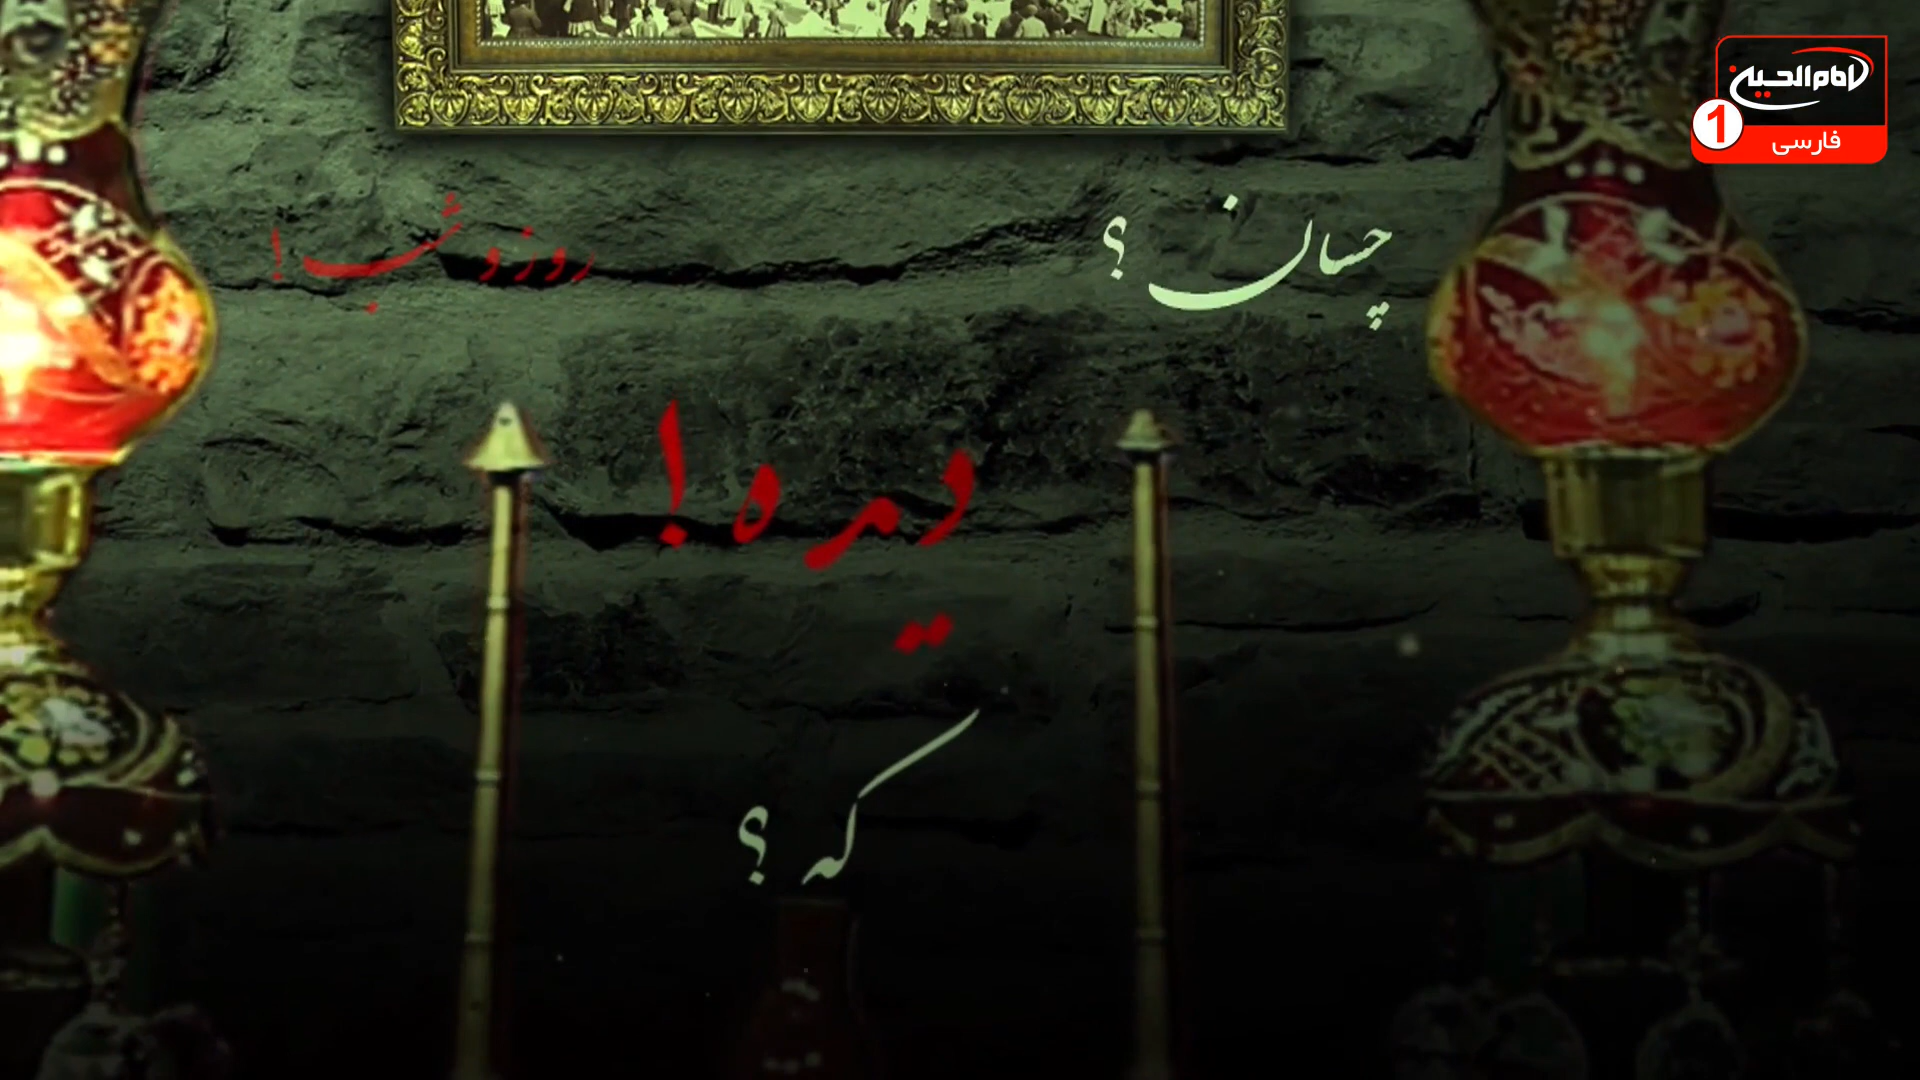 امام الحسین
1
فارسی
چسان ؟
روز و شب !
دیده !
که ؟